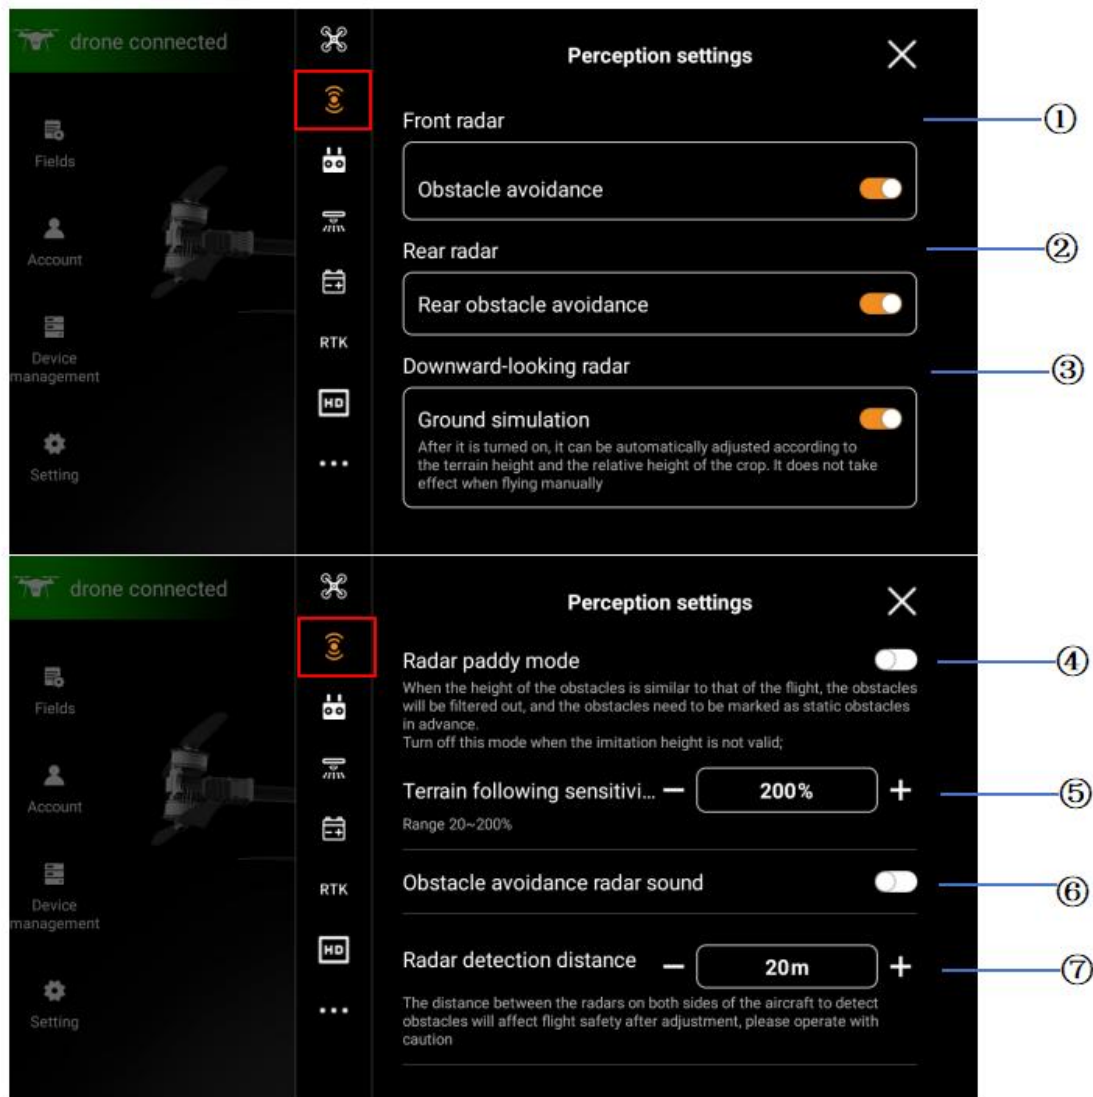 drone connected
Perception settings
Fields
Account
Device
management
Setting
RTK
HD
Front radar
①
Obstacle avoidance
Rear radar
②
Rear obstacle avoidance
Downward-looking radar
③
Ground simulation
After it is turned on, it can be automatically adjusted according to
the terrain height and the relative height of the crop. It does not take
effect when flying manually
drone connected
Perception settings
Fields
Account
Device
management
Setting
RTK
HD
Radar paddy mode
④
When the height of the obstacles is similar to that of the flight, the obstacles
will be filtered out, and the obstacles need to be marked as static obstacles
in advance.
Turn off this mode when the imitation height is not valid;
Terrain following sensitivi... — 200% +
⑤
Range 20~200%
Obstacle avoidance radar sound
⑥
Radar detection distance — 20m +
⑦
The distance between the radars on both sides of the aircraft to detect
obstacles will affect flight safety after adjustment, please operate with
caution